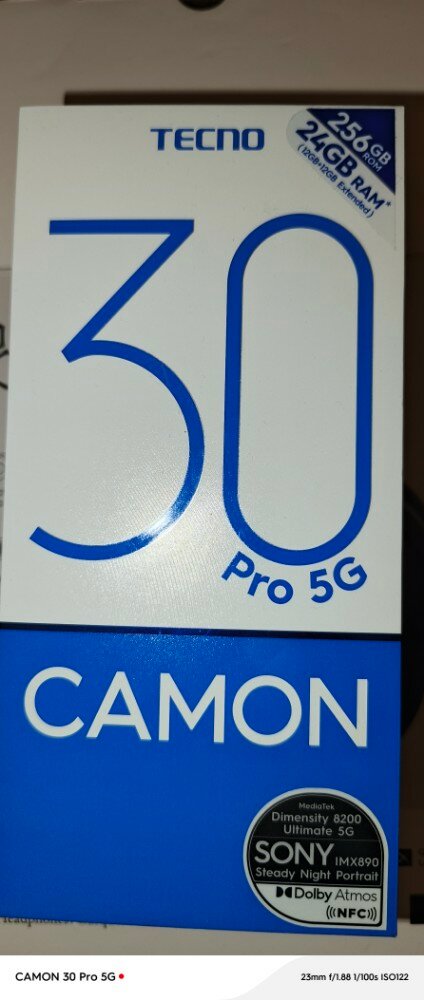 TECNO
256GB
ROM
24GB RAM*
(12GB+12GB Extended)
30
Pro 5G
CAMON
MediaTek
Dimensity 8200
Ultimate 5G
SONY IMX890
Steady Night Portrait
Dolby Atmos
NFC
CAMON 30 Pro 5G
23mm f/1.88 1/100s ISO122